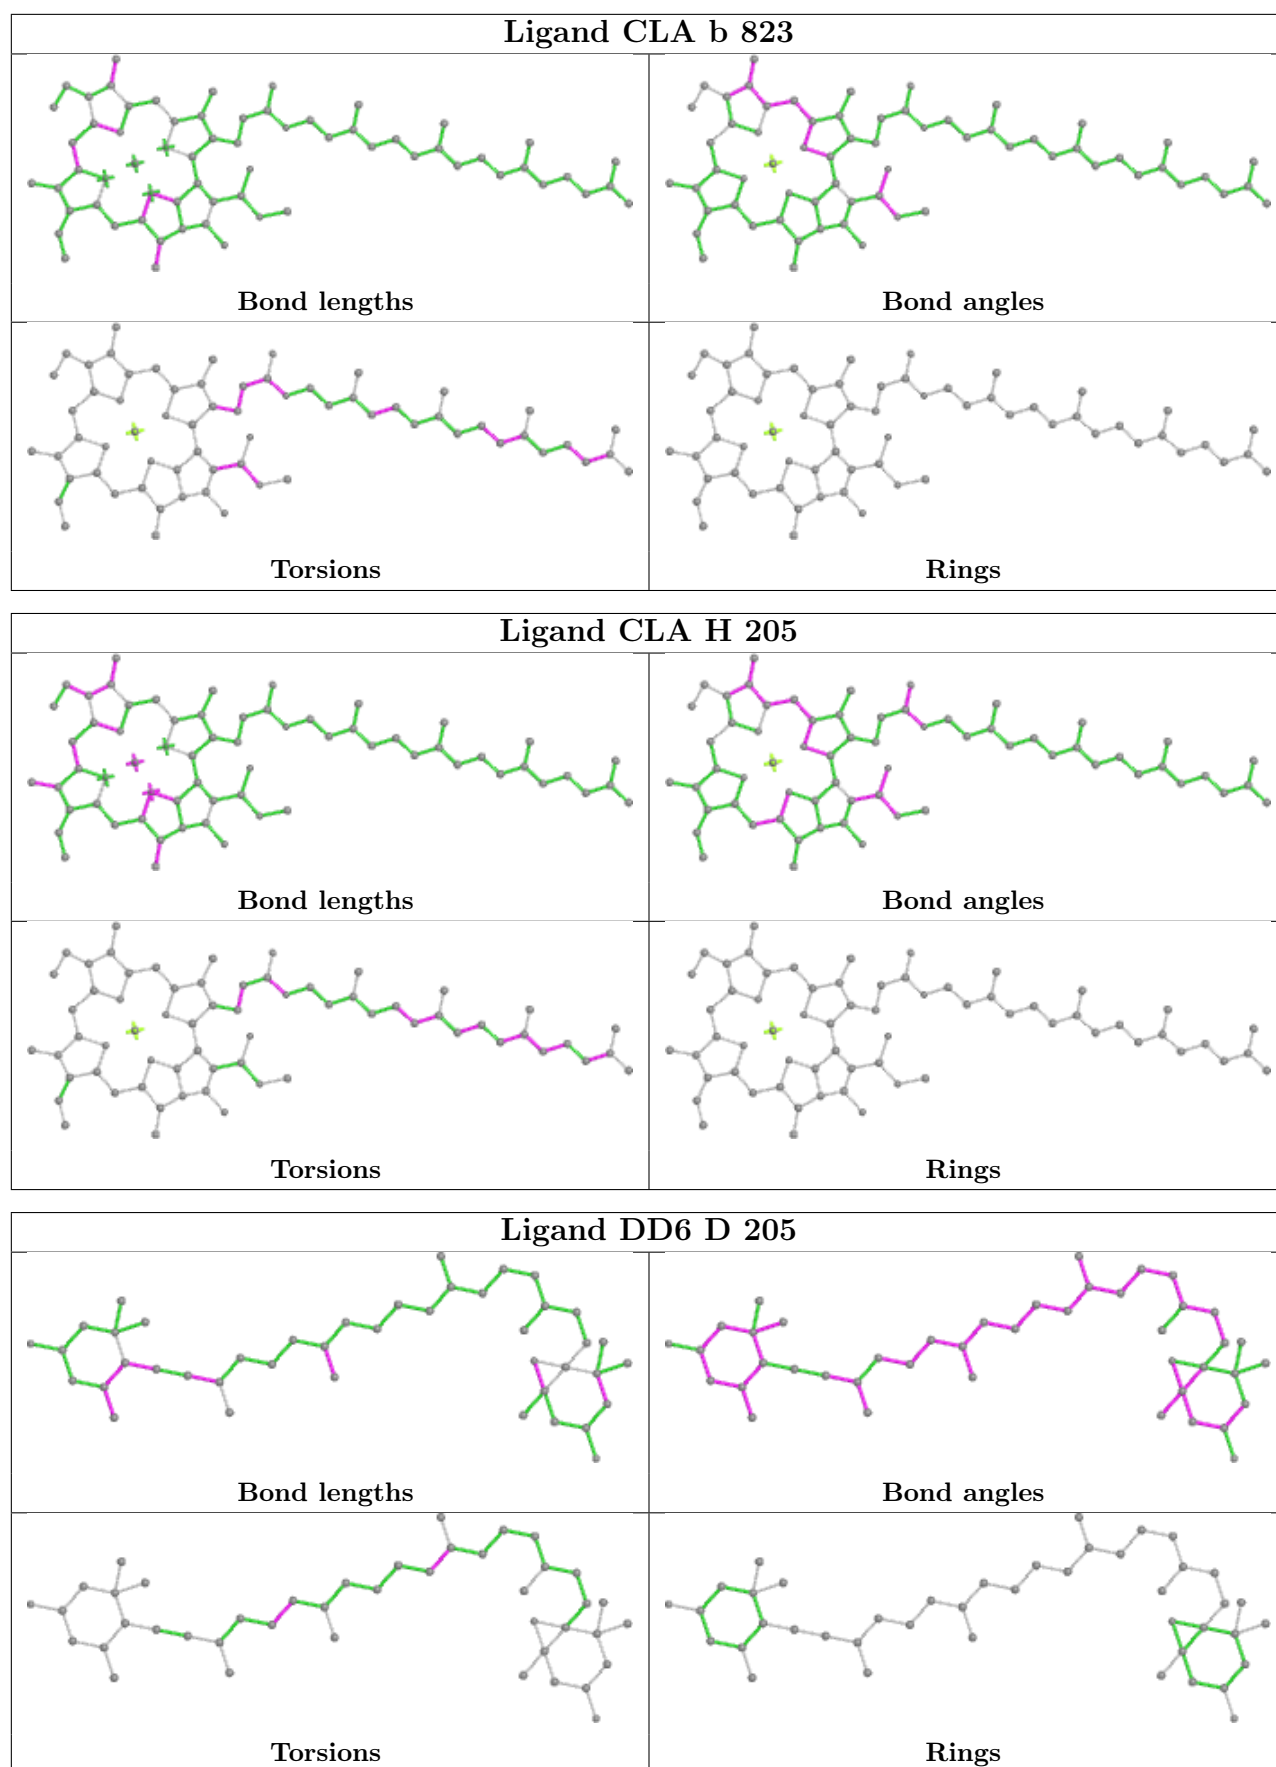 Ligand CLA b 823
Bond lengths
Bond angles
Torsions
Rings
Ligand CLA H 205
Bond lengths
Bond angles
Torsions
Rings
Ligand DD6 D 205
Bond lengths
Bond angles
Torsions
Rings